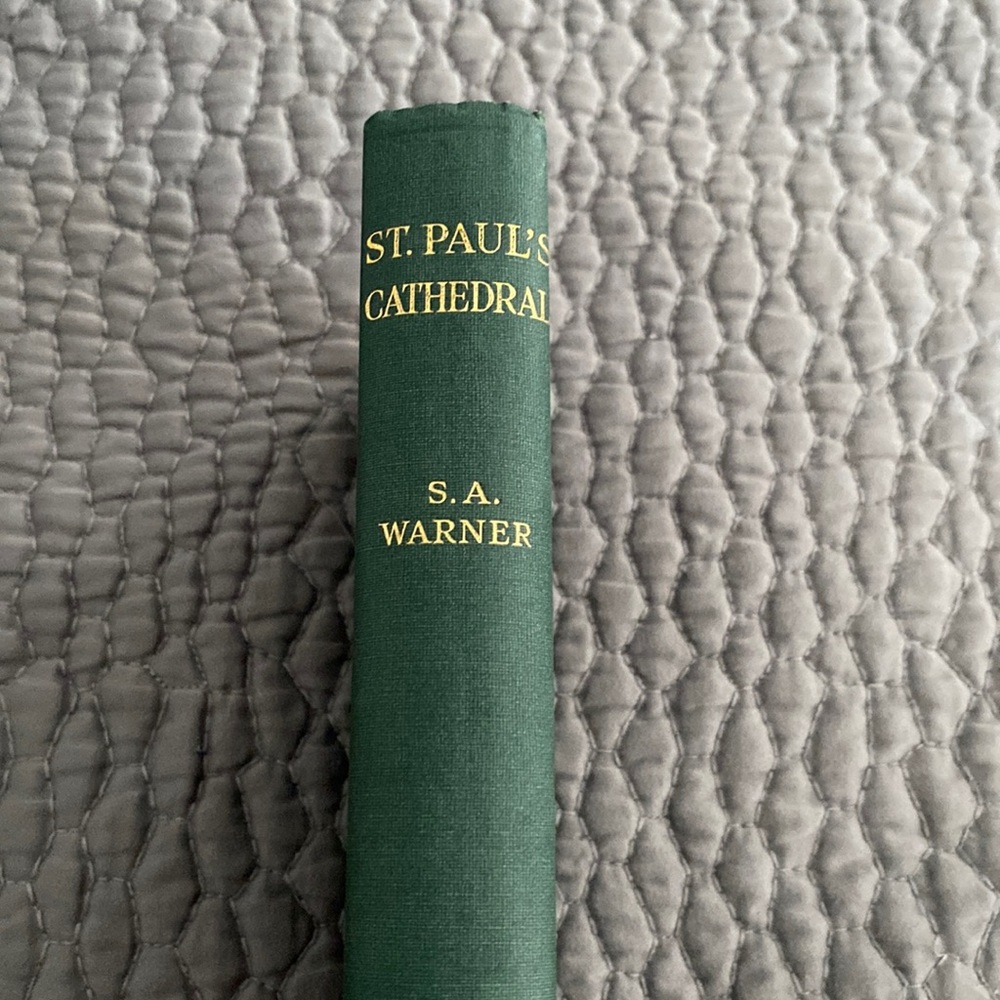 ST. PAUL'S
CATHEDRAL
S. A.
WARNER